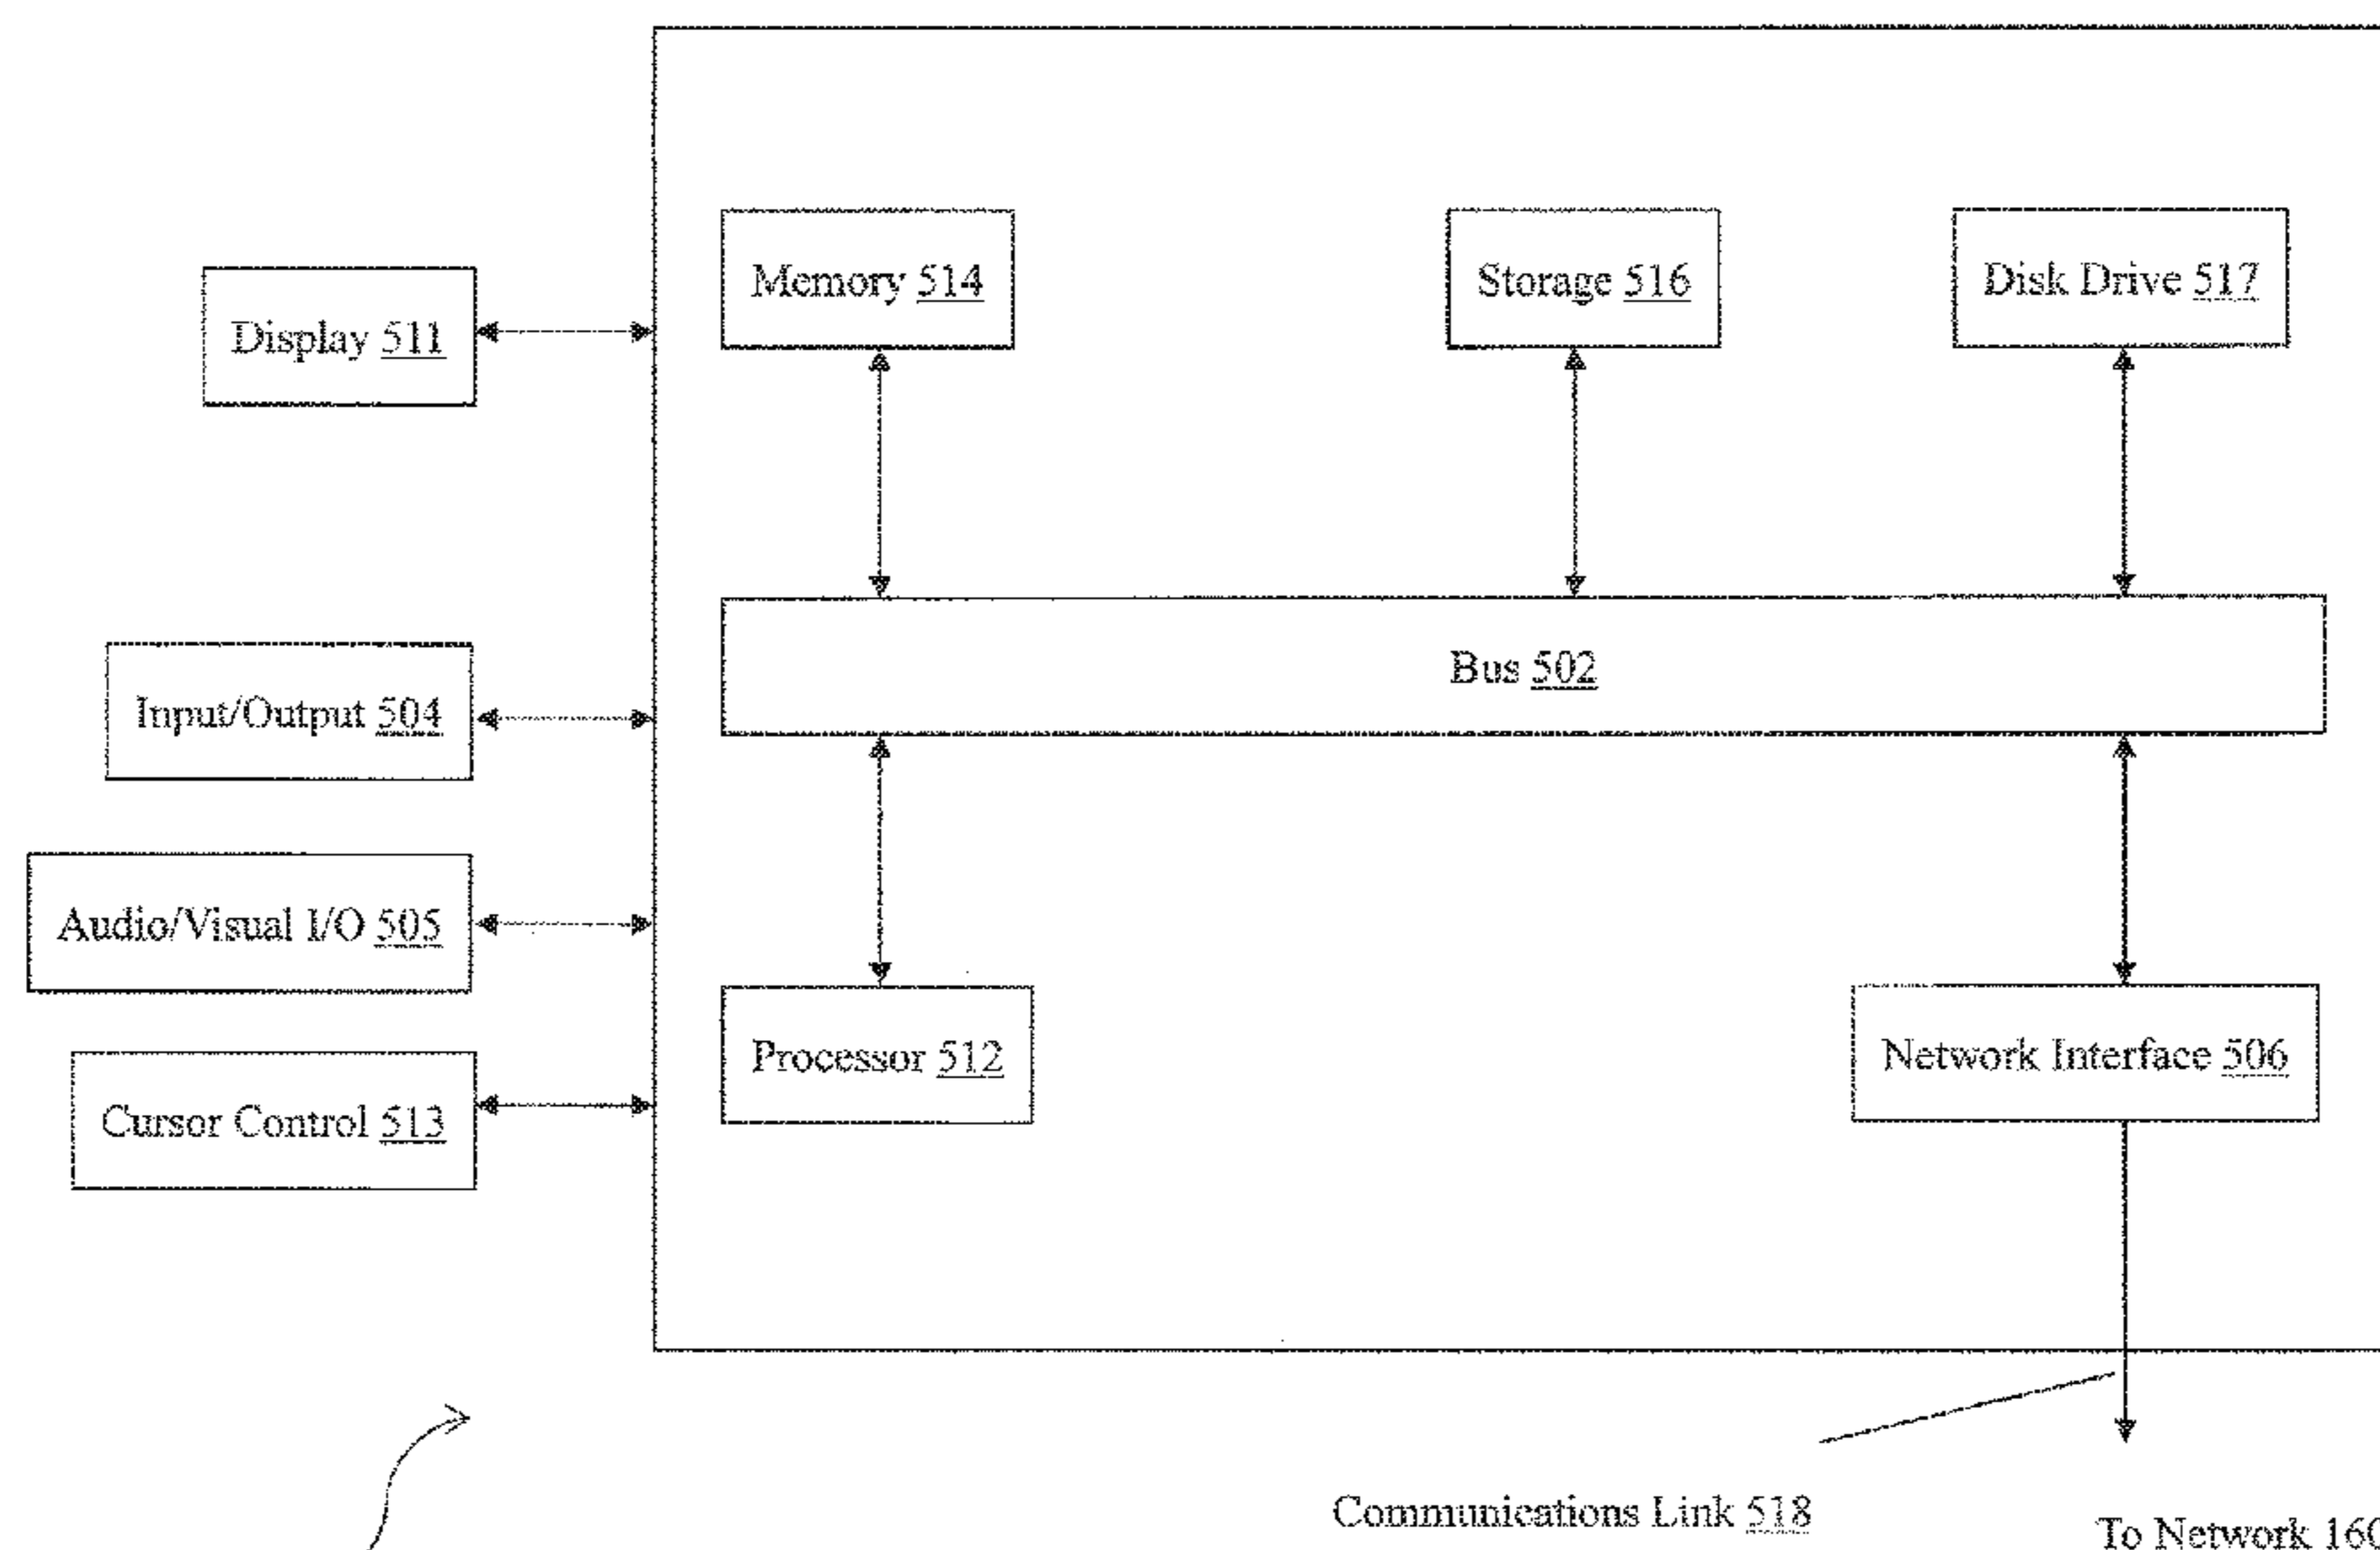 Memory 514
Storage 516
Disk Drive 517
Display 511
Bus 502
Input/Output 504
Audio/Visual I/O 505
Processor 512
Network Interface 506
Cursor Control 513
Communications Link 518
To Network 160